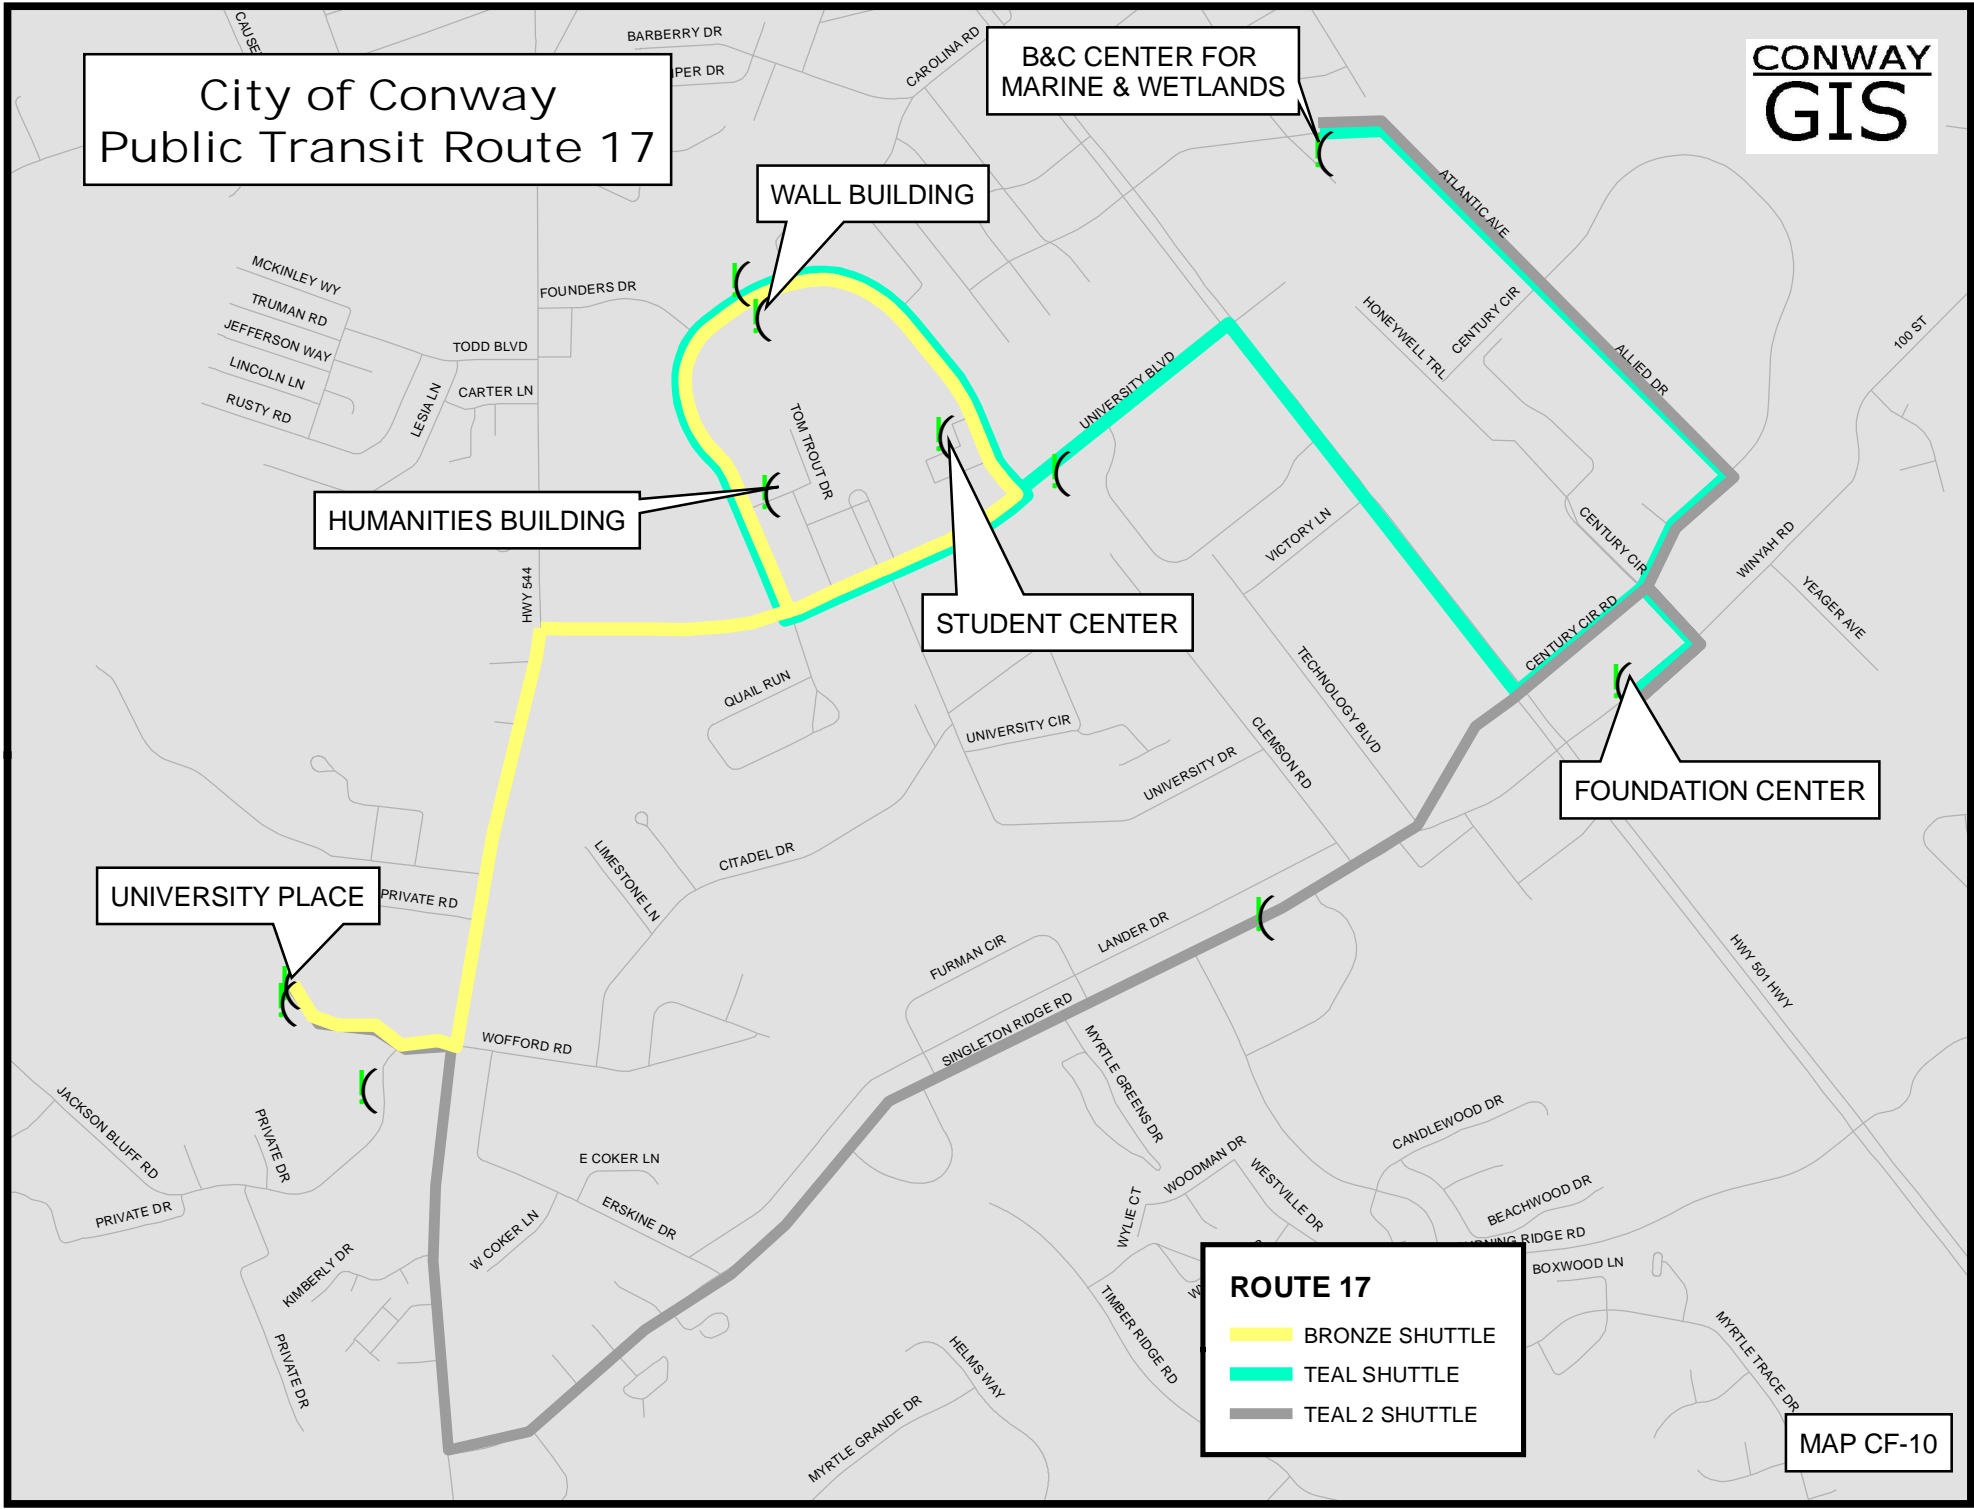 CAUSE
BARBERRY DR
IPER DR
CAROLINA RD
City of Conway
Public Transit Route 17
B&C CENTER FOR
MARINE & WETLANDS
CONWAY
GIS
WALL BUILDING
ATLANTIC AVE
MCKINLEY WY
TRUMAN RD
JEFFERSON WAY
LINCOLN LN
RUSTY RD
FOUNDERS DR
TODD BLVD
LESIA LN
CARTER LN
TOM TROUT DR
UNIVERSITY BLVD
HONEYWELL TRL
CENTURY CIR
ALLIED DR
100 ST
HUMANITIES BUILDING
HWY 544
STUDENT CENTER
VICTORY LN
CENTURY CIR
WINYAH RD
YEAGER AVE
CENTURY CIR RD
QUAIL RUN
UNIVERSITY CIR
UNIVERSITY DR
TECHNOLOGY BLVD
CLEMSON RD
FOUNDATION CENTER
UNIVERSITY PLACE
PRIVATE RD
LIMESTONE LN
CITADEL DR
FURMAN CIR
LANDER DR
HWY 501 HWY
WOFFORD RD
SINGLETON RIDGE RD
MYRTLE GREENS DR
JACKSON BLUFF RD
PRIVATE DR
PRIVATE DR
E COKER LN
W COKER LN
ERSKINE DR
KIMBERLY DR
PRIVATE DR
CANDLEWOOD DR
WOODMAN DR
WESTVILLE DR
WYLIE CT
BEACHWOOD DR
RIDGE RD
BOXWOOD LN
TIMBER RIDGE RD
HELMS WAY
MYRTLE GRANDE DR
MYRTLE TRACE DR
ROUTE 17
BRONZE SHUTTLE
TEAL SHUTTLE
TEAL 2 SHUTTLE
MAP CF-10